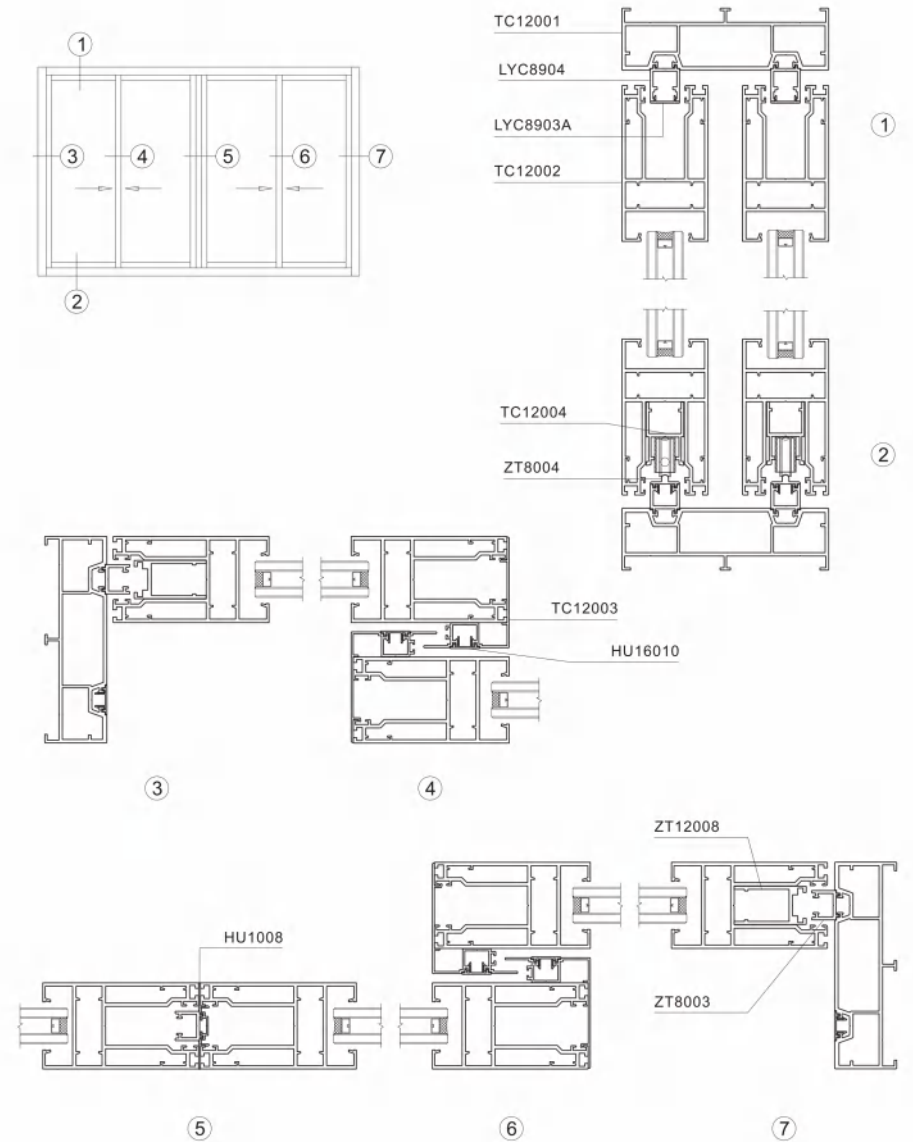 ①
③
④
⑤
⑥
⑦
②
TC12001
LYC8904
LYC8903A
TC12002
①
TC12004
ZT8004
②
TC12003
HU16010
③
④
ZT12008
HU1008
ZT8003
⑤
⑥
⑦